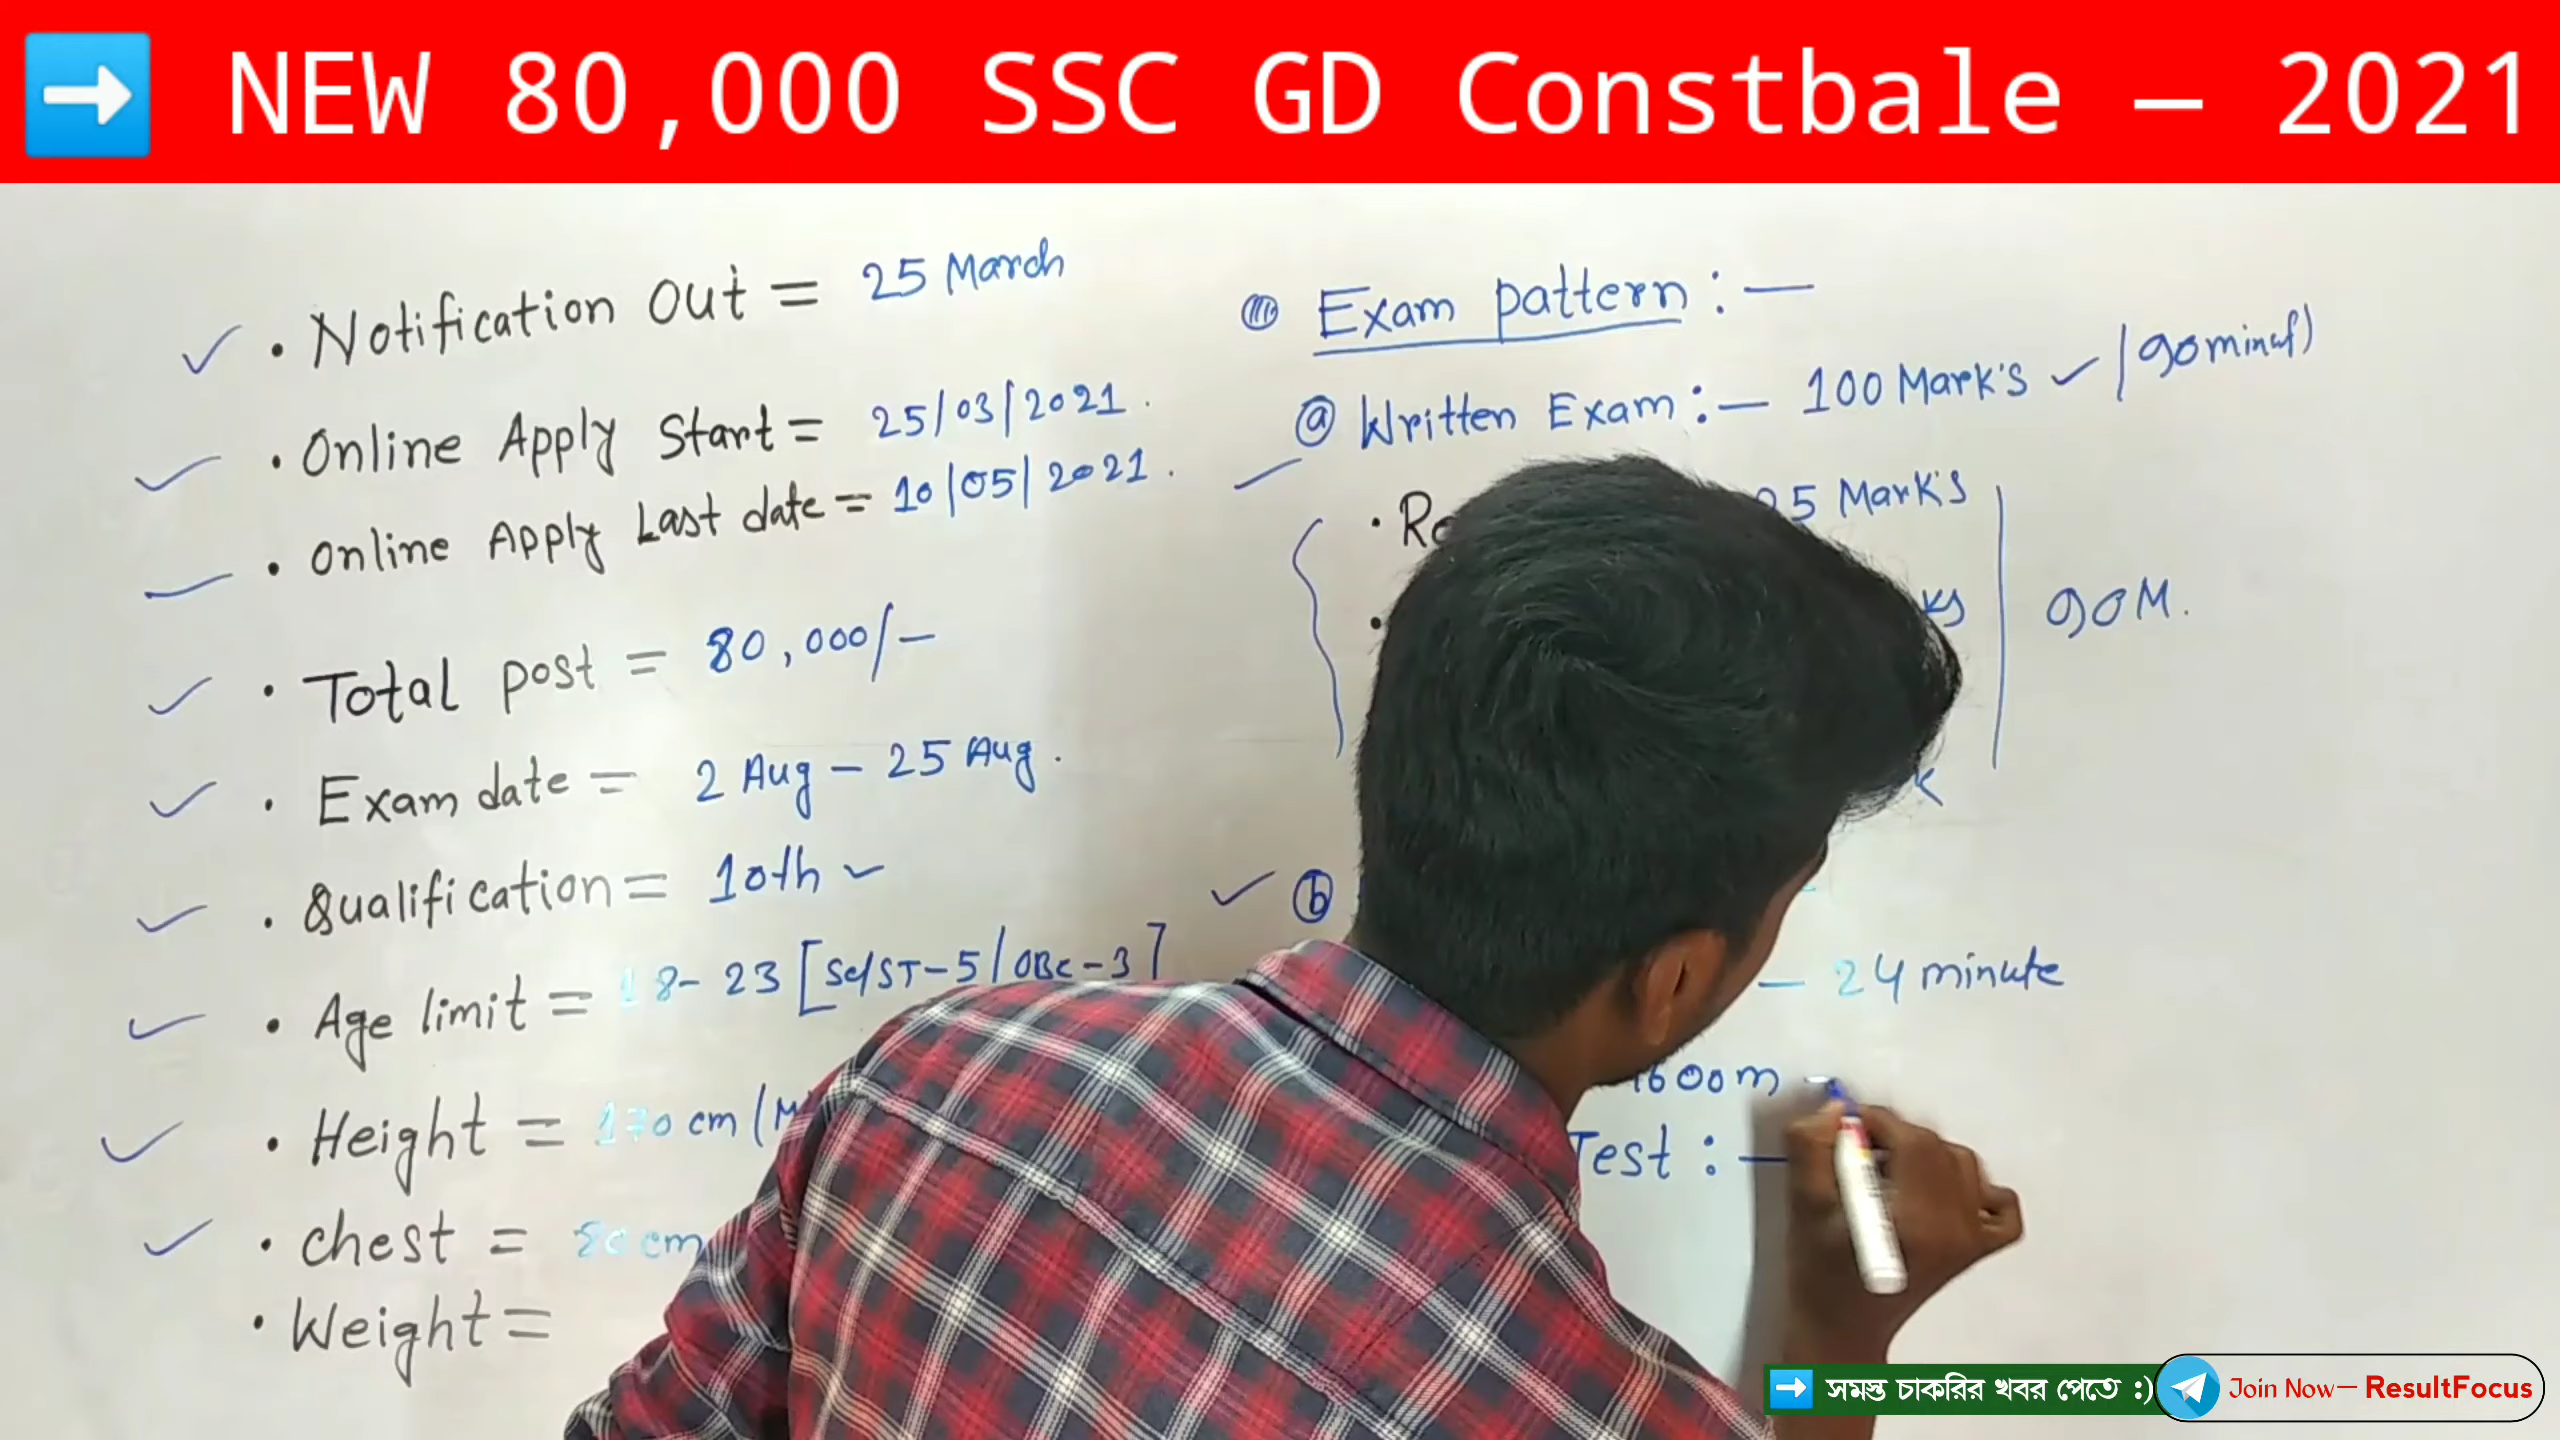 ➡ NEW 80,000 SSC GD Constbale — 2021
• Notification Out = 25 March
• Online Apply Start = 25/03/2021.
• Online Apply Last date = 10/05/2021.
• Total post = 80,000/-
• Exam date = 2 Aug – 25 Aug.
• Qualification = 10th ✓
• Age limit = 18- 23 [Sc/ST-5/OBC-3]
• Height = 170 cm (M
• Chest = 80 cm
• Weight =
Exam pattern : —
ⓐ Written Exam :— 100 Mark's ✓
25 Mark's
90 M.
ⓑ
— 24 minute
1600m
Test : —
➡ সমস্ত চাকরির খবর পেতে :) Join Now— ResultFocus